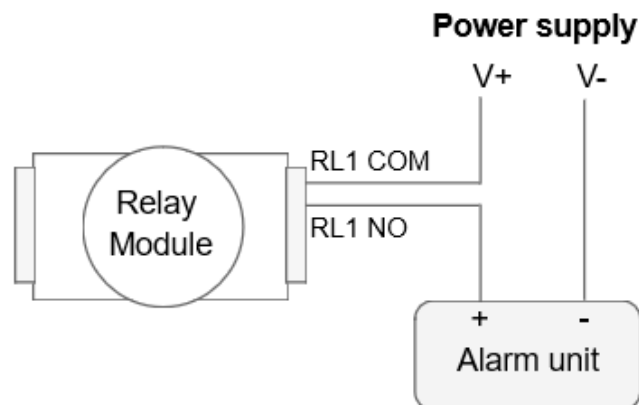 Power supply
V+ V-
RL1 COM
Relay
Module
RL1 NO
+ -
Alarm unit